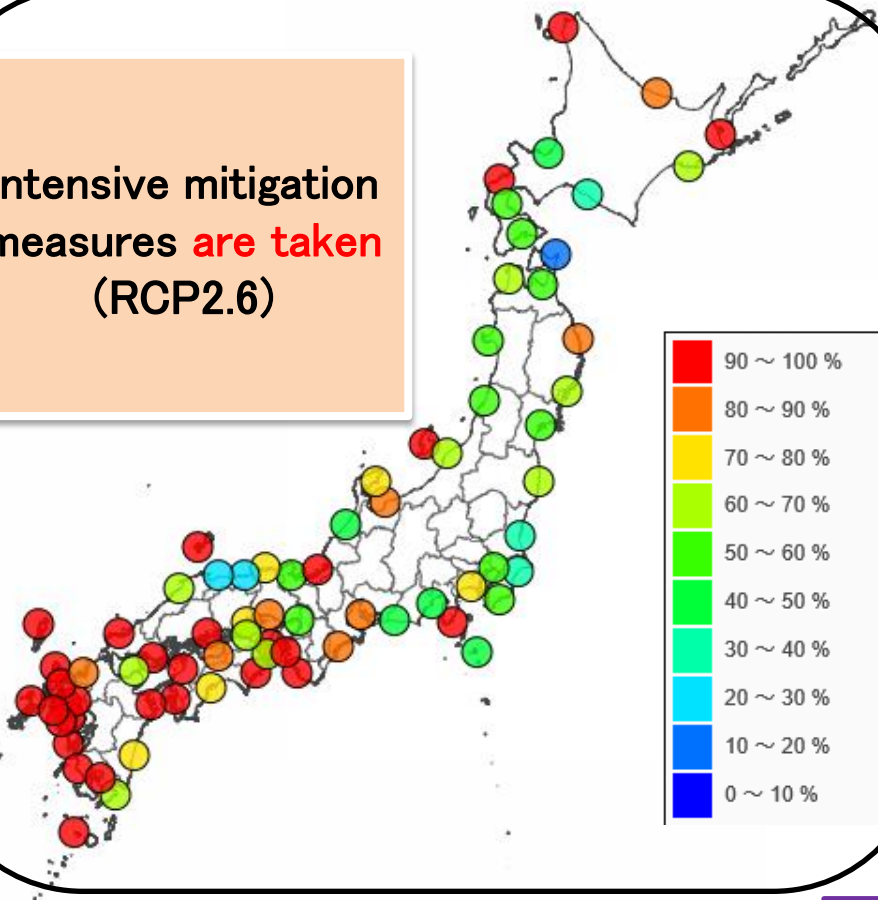 ntensive mitigation
measures are taken
(RCP2.6)
90 ～ 100 %
80 ～ 90 %
70 ～ 80 %
60 ～ 70 %
50 ～ 60 %
40 ～ 50 %
30 ～ 40 %
20 ～ 30 %
10 ～ 20 %
0 ～ 10 %